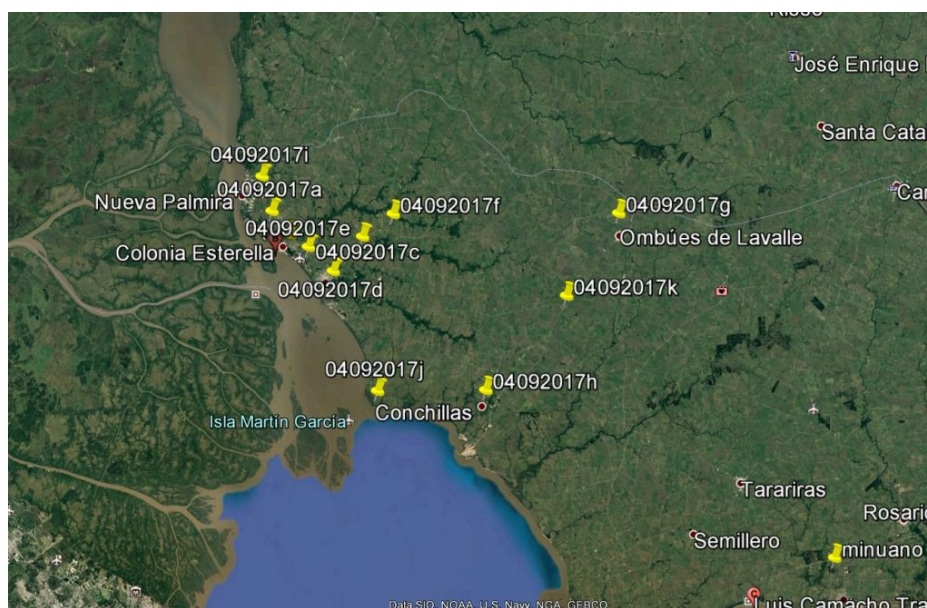 José Enrique
Santa Cata
Car
04092017i
04092017a
Nueva Palmira
04092017f
04092017g
04092017e
Ombúes de Lavalle
Colonia Esterella
04092017c
04092017d
04092017k
04092017j
04092017h
Conchillas
Isla Martín García
Tarariras
Rosario
Semillero
minuano
Luis Camacho Tra
Data SIO, NOAA, U.S. Navy, NGA, GEBCO